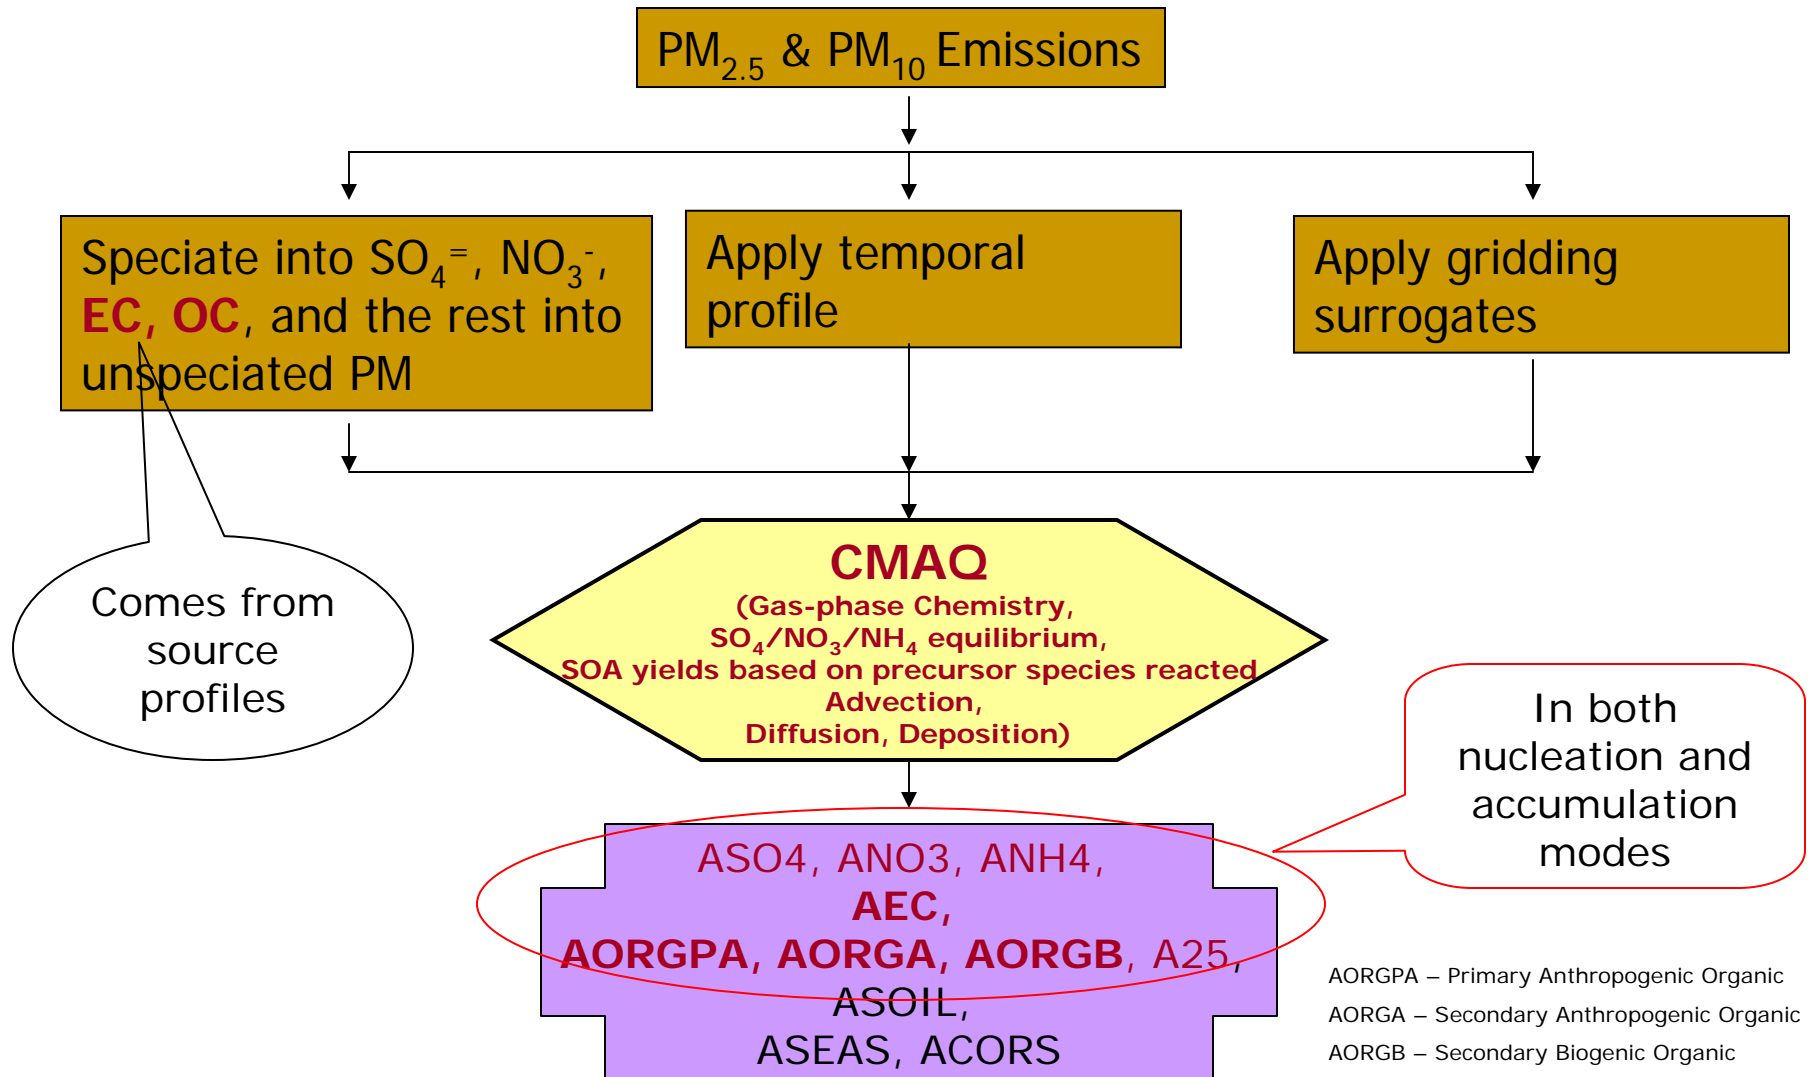 PM2.5 & PM10 Emissions
Speciate into SO4=, NO3-,
EC, OC, and the rest into
unspeciated PM
Apply temporal
profile
Apply gridding
surrogates
Comes from
source
profiles
CMAQ
(Gas-phase Chemistry,
SO4/NO3/NH4 equilibrium,
SOA yields based on precursor species reacted
Advection,
Diffusion, Deposition)
In both
nucleation and
accumulation
modes
ASO4, ANO3, ANH4,
AEC,
AORGPA, AORGA, AORGB, A25,
ASOIL,
ASEAS, ACORS
AORGPA – Primary Anthropogenic Organic
AORGA – Secondary Anthropogenic Organic
AORGB – Secondary Biogenic Organic